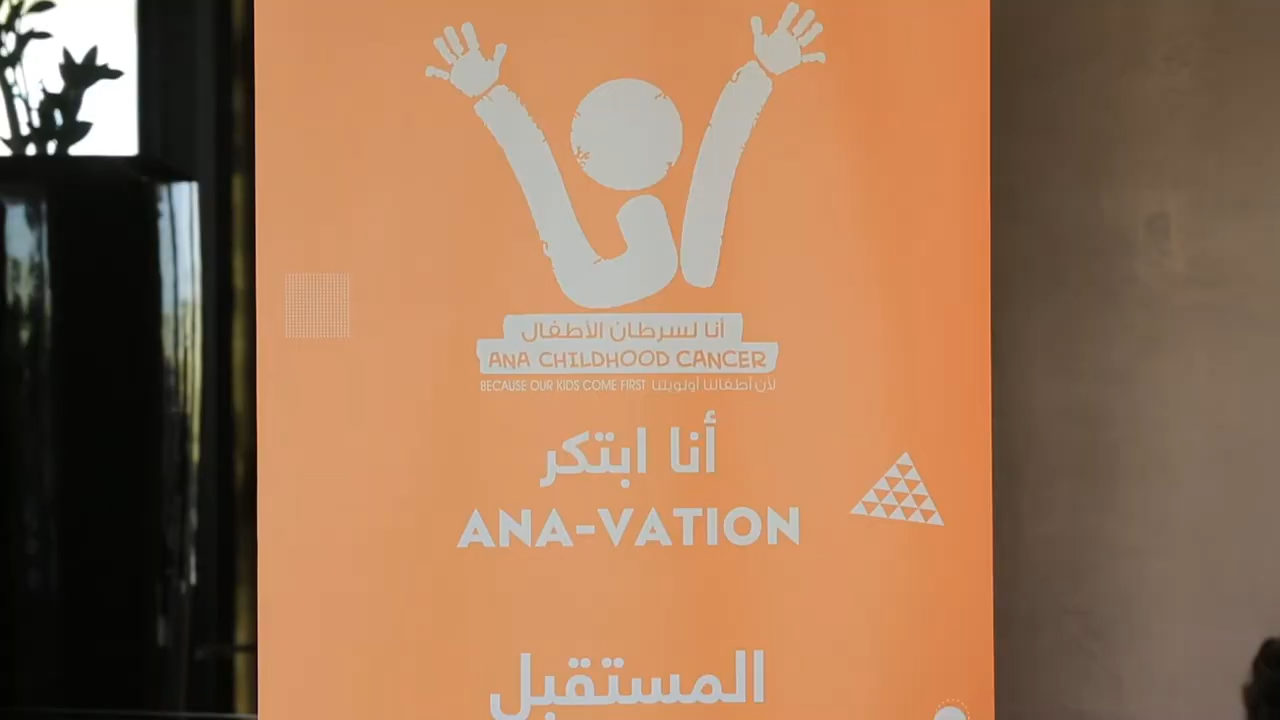 أنا لسرطان الأطفال
ANA CHILDHOOD CANCER
BECAUSE OUR KIDS COME FIRST لأن أطفالنا أولويتنا
أنا ابتكر
ANA-VATION
المستقبل